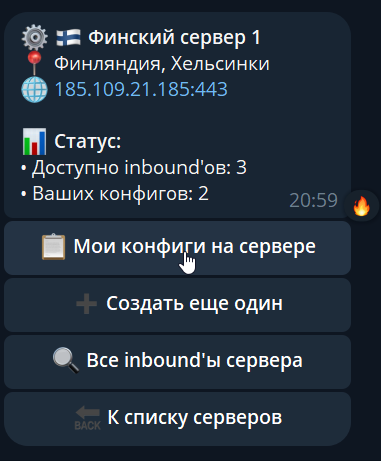 ⚙️ 🇫🇮 Финский сервер 1
📍 Финляндия, Хельсинки
🌐 185.109.21.185:443
📊 Статус:
• Доступно inbound'ов: 3
• Ваших конфигов: 2
20:59
📋 Мои конфиги на сервере
➕ Создать еще один
🔍 Все inbound'ы сервера
🔙 К списку серверов